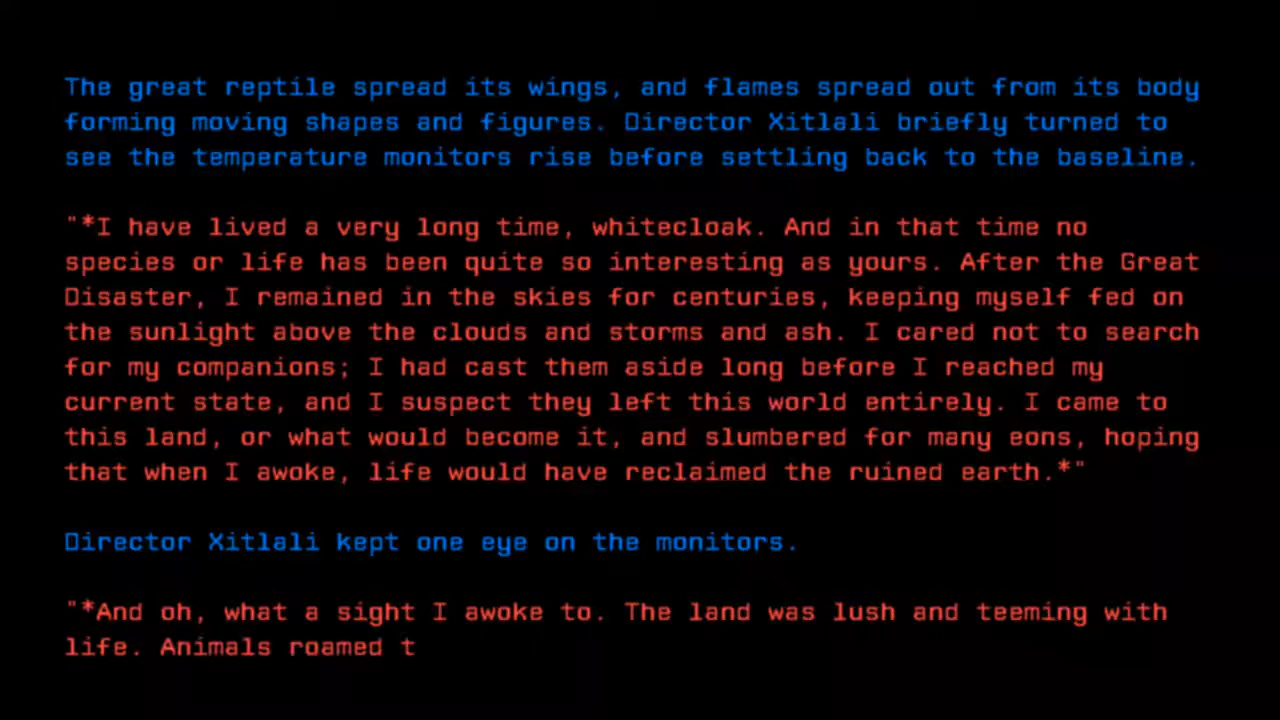 The great reptile spread its wings, and flames spread out from its body
forming moving shapes and figures. Director Xitlali briefly turned to
see the temperature monitors rise before settling back to the baseline.
"*I have lived a very long time, whitecloak. And in that time no
species or life has been quite so interesting as yours. After the Great
Disaster, I remained in the skies for centuries, keeping myself fed on
the sunlight above the clouds and storms and ash. I cared not to search
for my companions; I had cast them aside long before I reached my
current state, and I suspect they left this world entirely. I came to
this land, or what would become it, and slumbered for many eons, hoping
that when I awoke, life would have reclaimed the ruined earth.*"
Director Xitlali kept one eye on the monitors.
"*And oh, what a sight I awoke to. The land was lush and teeming with
life. Animals roamed t